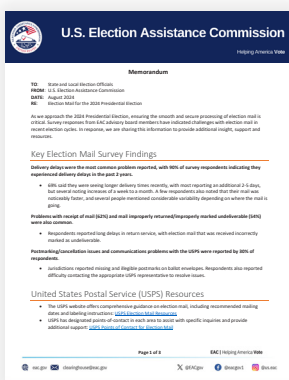 U.S. Election Assistance Commission
Helping America Vote
Memorandum
TO: State and Local Election Officials
FROM: U.S. Election Assistance Commission
DATE: August 2024
RE: Election Mail for the 2024 Presidential Election
As we approach the 2024 Presidential Election, ensuring the smooth and secure processing of election mail is
critical. Survey responses from EAC advisory board members have indicated challenges with election mail in
recent election cycles. In response, we are sharing this information to provide additional insight, support and
resources.
Key Election Mail Survey Findings
Delivery delays were the most common reported, with 90% of survey respondents indicating they
experienced delivery delays in the past 2 years.
• 69% said they were seeing longer delivery times recently, with most reporting an additional 2-5 days,
but several noting increases of a week to a month. A few respondents also noted that their mail was
noticeably faster, and several people mentioned considerable variability depending on where the mail is
going.
Problems with receipt of mail (62%) and mail improperly returned/improperly marked undeliverable (54%)
were also common.
• Respondents reported long delays in return service, with election mail that was received incorrectly
marked as undeliverable.
Postmarking/cancellation issues and communications problems with the USPS were reported by 30% of
respondents.
• Jurisdictions reported missing and illegible postmarks on ballot envelopes. Respondents also reported
difficulty contacting the appropriate USPS representative to resolve issues.
United States Postal Service (USPS) Resources
• The USPS website offers comprehensive guidance on election mail, including recommended mailing
dates and labeling instructions: USPS Election Mail Resources
• USPS has designated points-of-contact in each area to assist with specific inquiries and provide
additional support: USPS Points of Contact for Election Mail
Page 1 of 3
EAC | Helping America Vote
eac.gov clearinghouse@eac.gov @EACgov @eacgov1 @us.eac